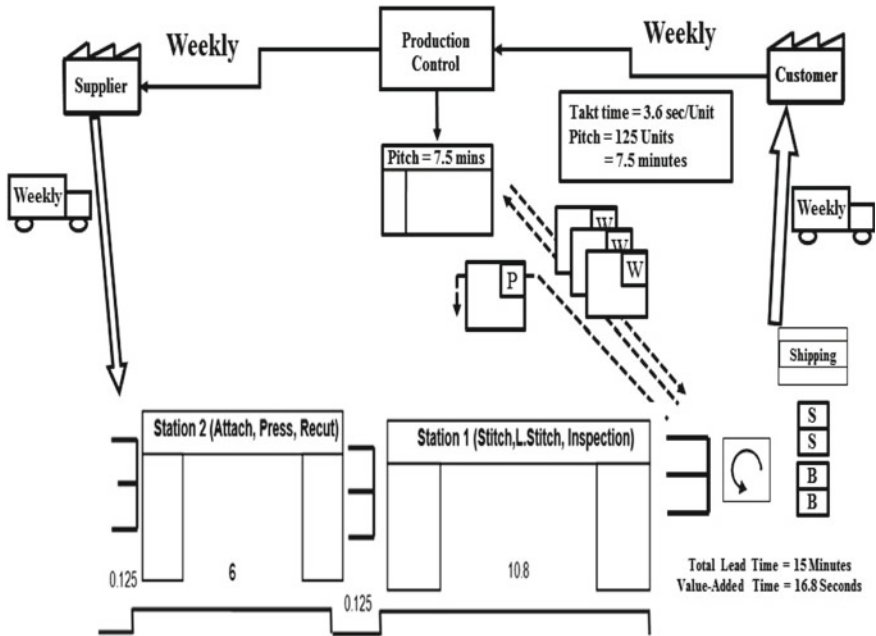 Weekly
Production
Control
Weekly
Supplier
Customer
Takt time = 3.6 sec/Unit
Pitch = 125 Units
= 7.5 minutes
Pitch = 7.5 mins
Weekly
Weekly
W
W
W
P
Shipping
Station 2 (Attach, Press, Recut)
Station 1 (Stitch,L.Stitch, Inspection)
S
S
B
B
0.125
6
0.125
10.8
Total Lead Time = 15 Minutes
Value-Added Time = 16.8 Seconds